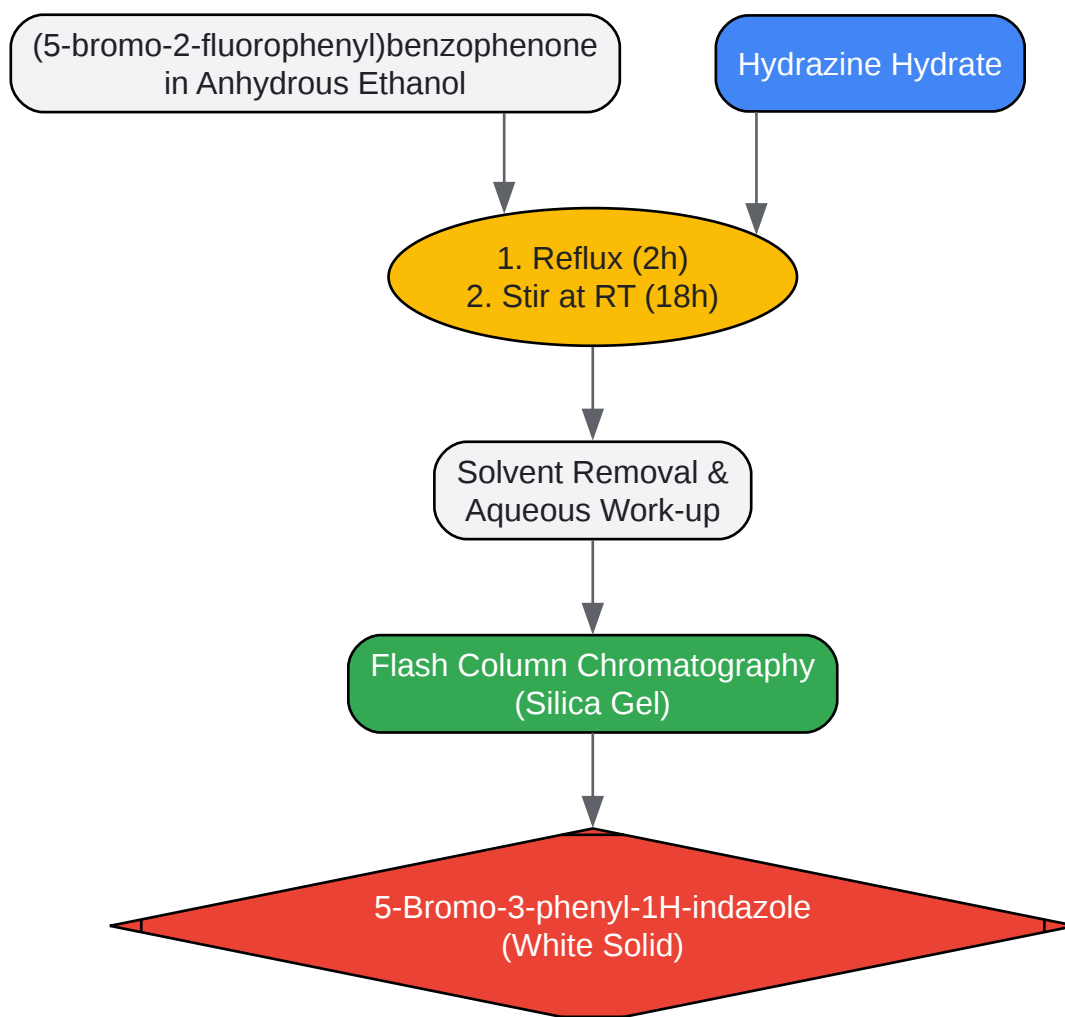 (5-bromo-2-fluorophenyl)benzophenone
in Anhydrous Ethanol
Hydrazine Hydrate
1. Reflux (2h)
2. Stir at RT (18h)
Solvent Removal &
Aqueous Work-up
Flash Column Chromatography
(Silica Gel)
5-Bromo-3-phenyl-1H-indazole
(White Solid)